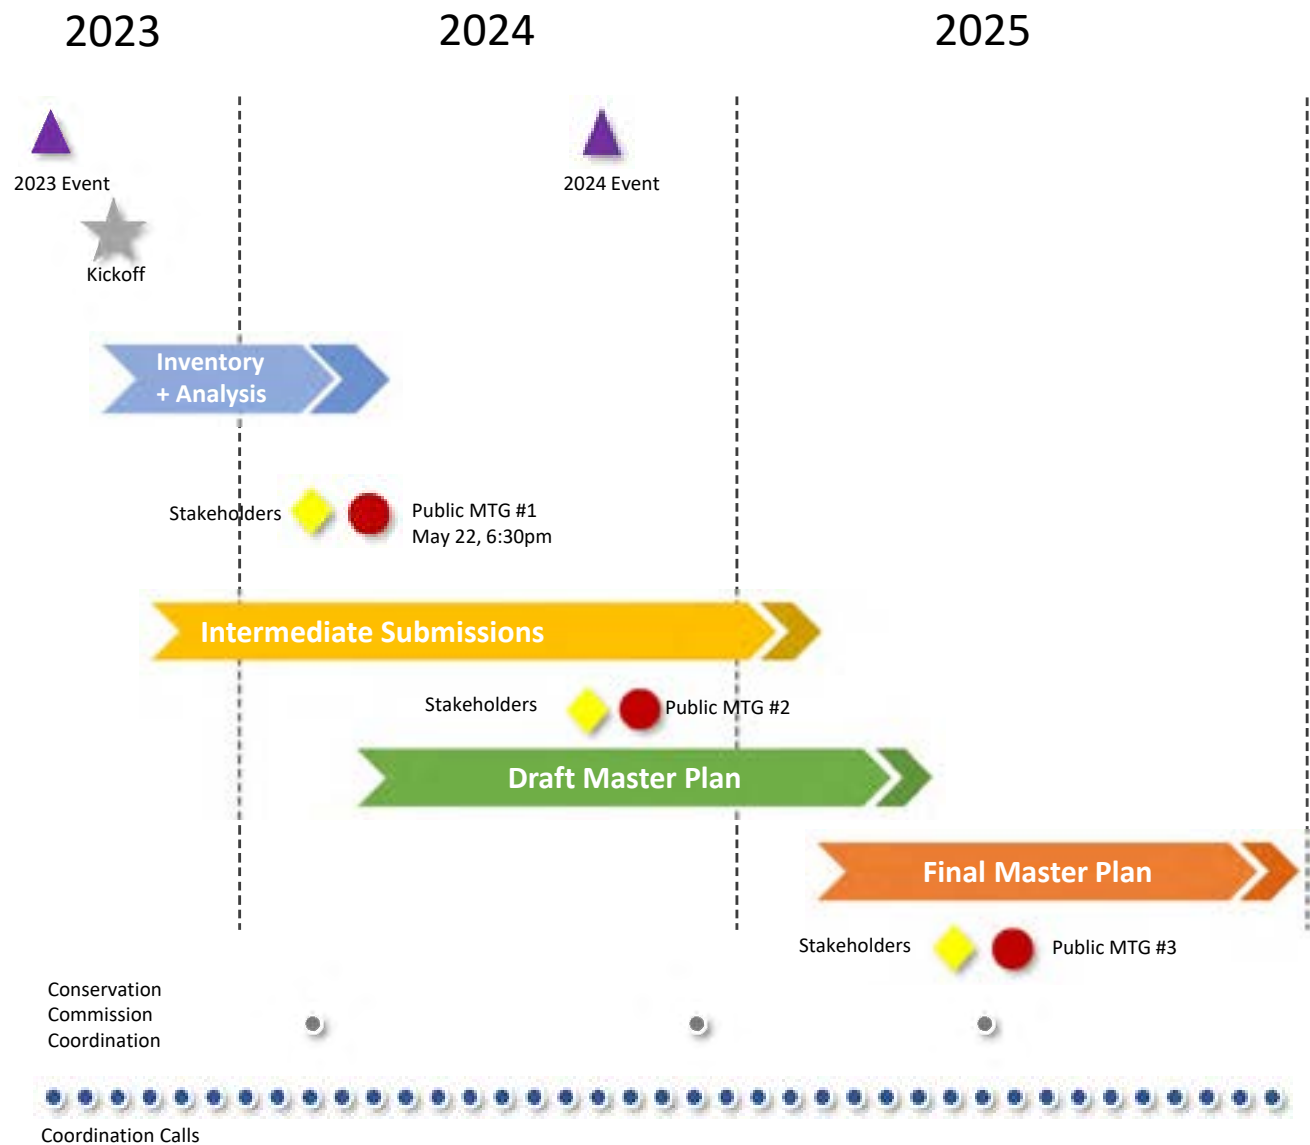 2023
2024
2025
2023 Event
2024 Event
Kickoff
Inventory
+ Analysis
Stakeholders
Public MTG #1
May 22, 6:30pm
Intermediate Submissions
Stakeholders
Public MTG #2
Draft Master Plan
Final Master Plan
Stakeholders
Public MTG #3
Conservation
Commission
Coordination
Coordination Calls